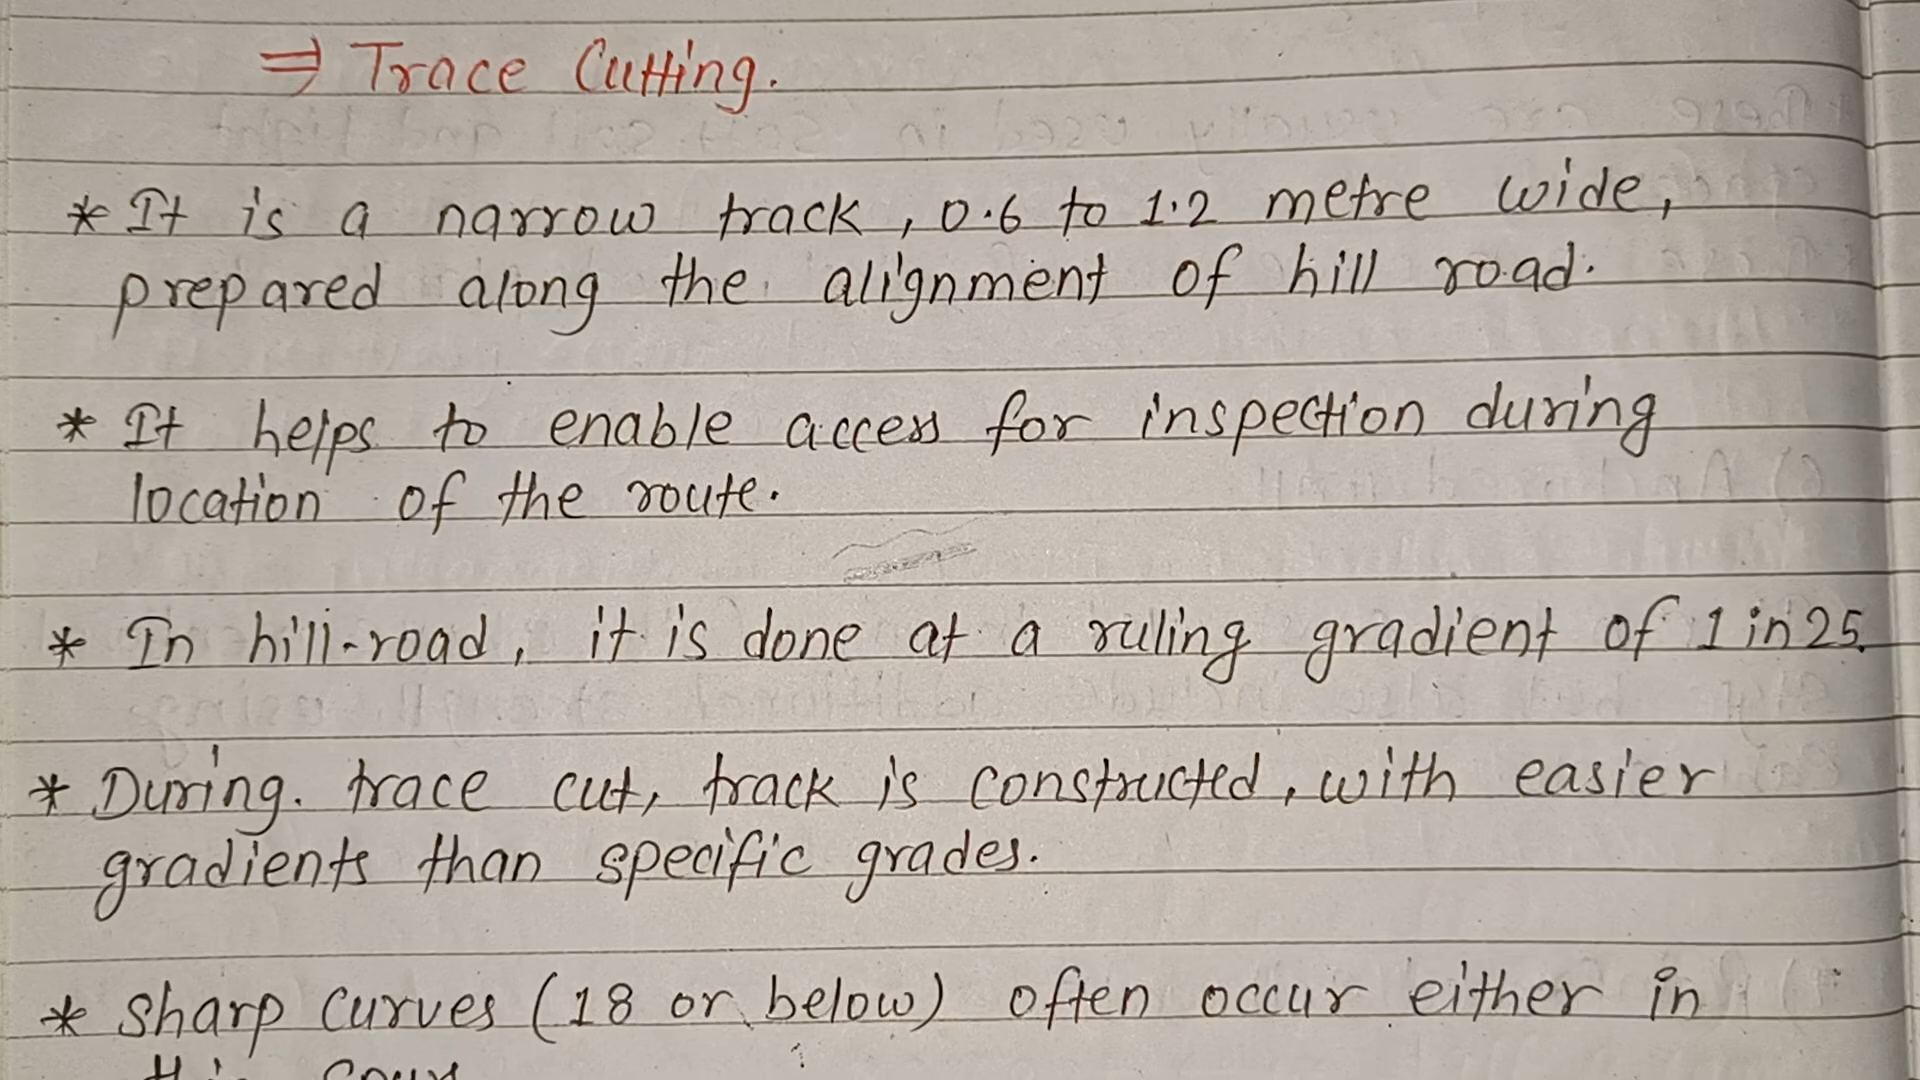 ⇒ Trace Cutting.
* It is a narrow track, 0.6 to 1.2 metre wide,
prepared along the alignment of hill road.
* It helps to enable access for inspection during
location of the route.
* In hill-road, it is done at a ruling gradient of 1 in 25.
* During. trace cut, track is constructed, with easier
gradients than specific grades.
* Sharp curves (18 or below) often occur either in